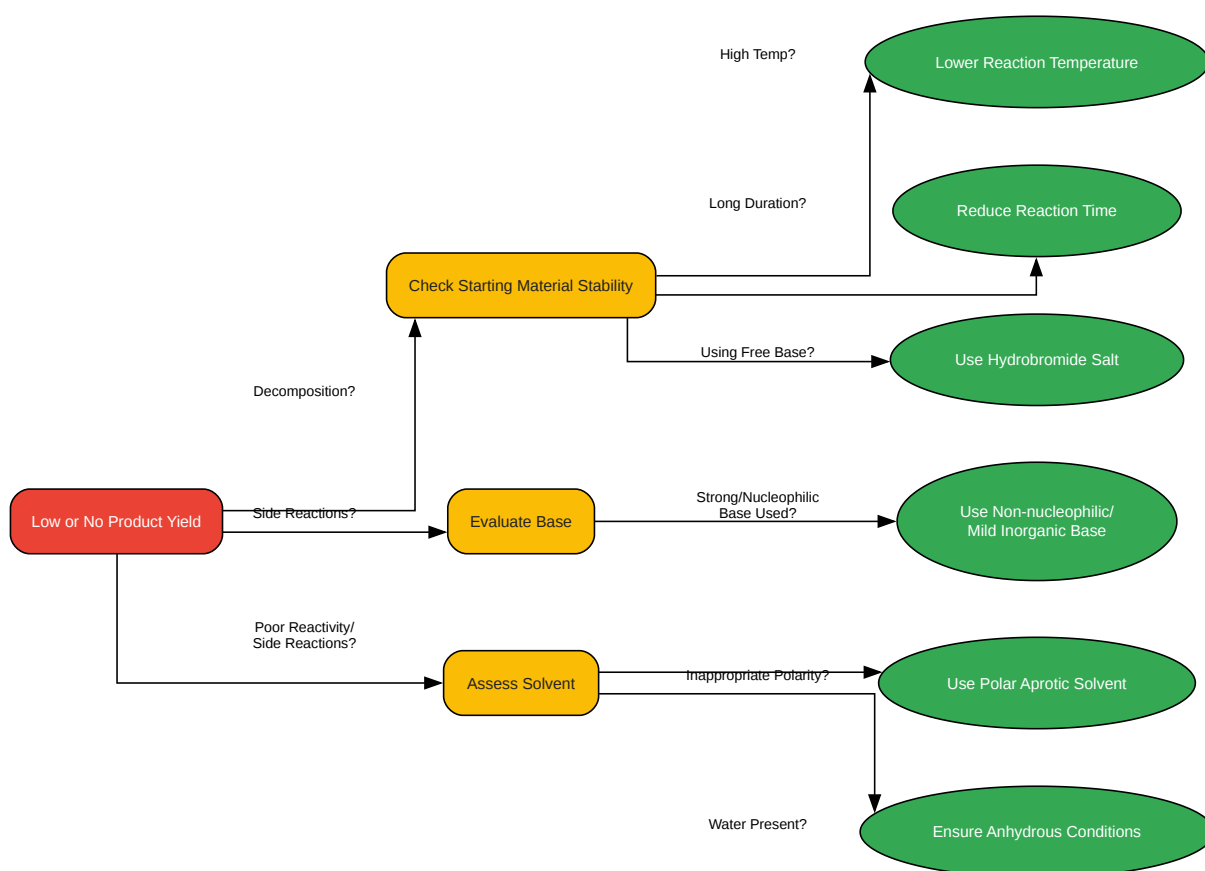 High Temp?
Lower Reaction Temperature
Long Duration?
Reduce Reaction Time
Check Starting Material Stability
Using Free Base?
Use Hydrobromide Salt
Decomposition?
Low or No Product Yield
Side Reactions?
Evaluate Base
Strong/Nucleophilic
Base Used?
Use Non-nucleophilic/
Mild Inorganic Base
Poor Reactivity/
Side Reactions?
Assess Solvent
Inappropriate Polarity?
Use Polar Aprotic Solvent
Water Present?
Ensure Anhydrous Conditions